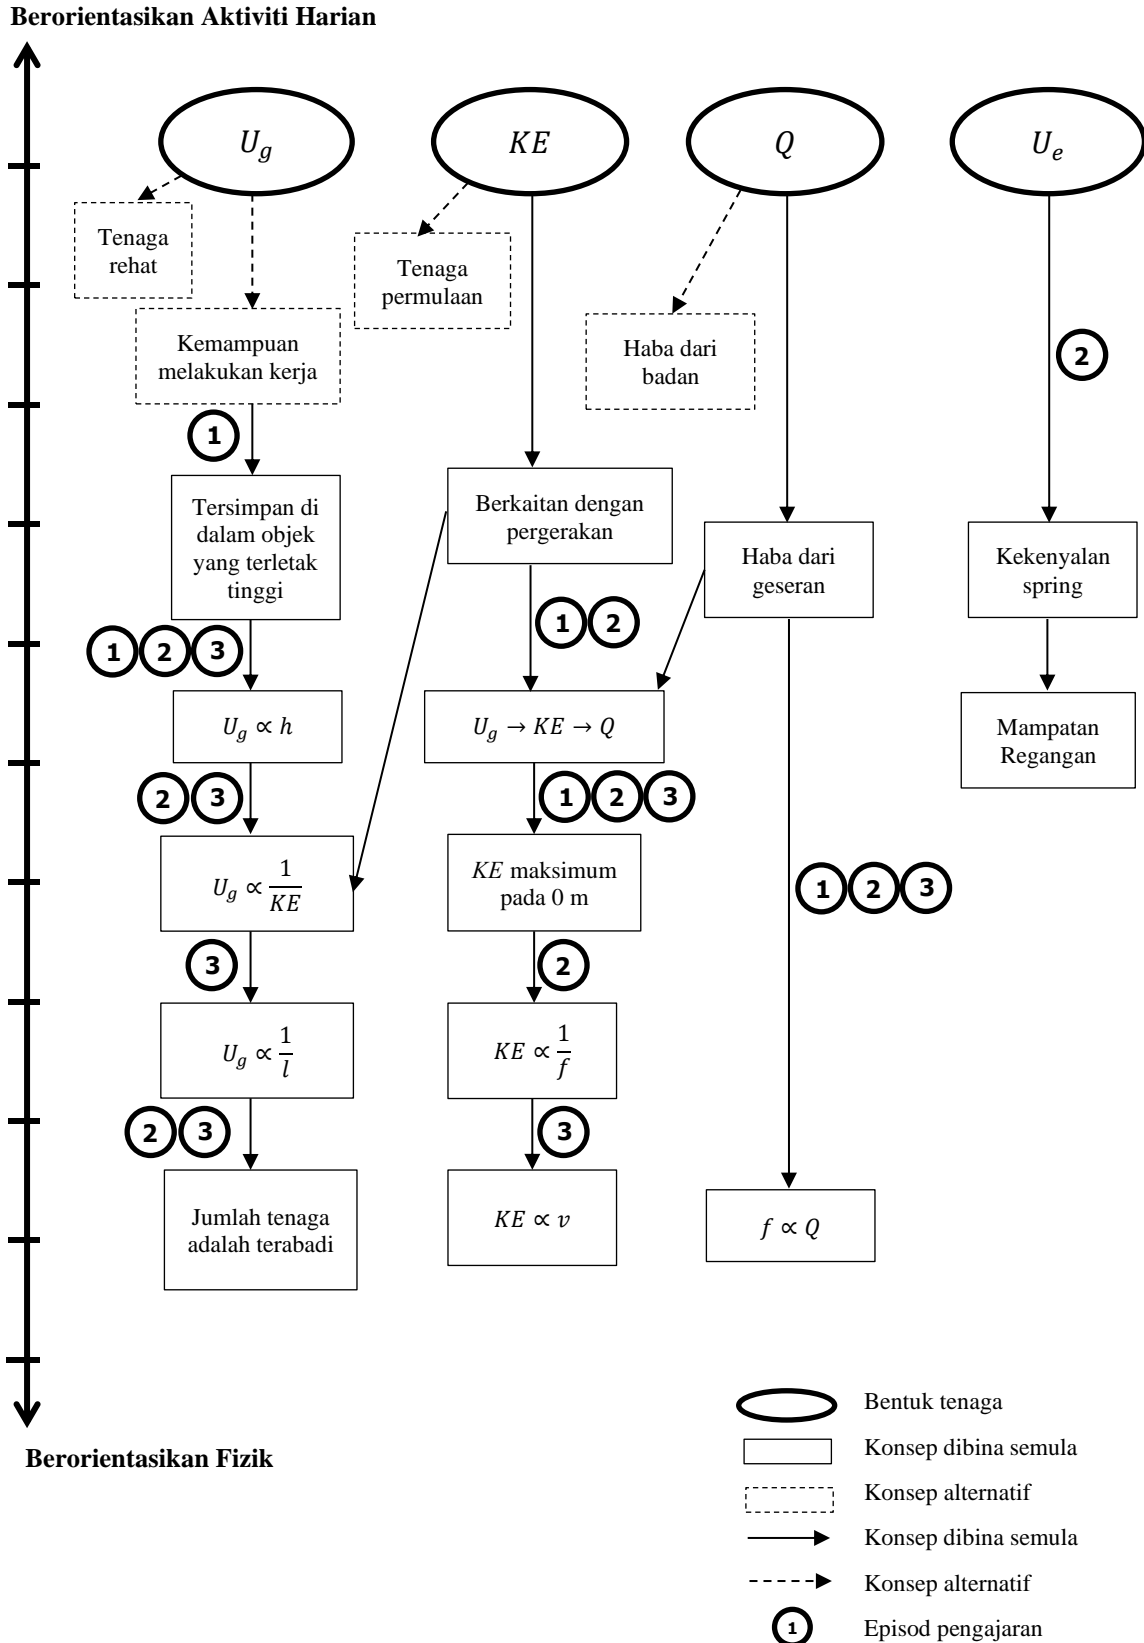 Berorientasikan Aktiviti Harian
U_g
KE
Q
U_e
Tenaga
rehat
Tenaga
permulaan
Kemampuan
melakukan kerja
Haba dari
badan
2
1
Tersimpan di
dalam objek
yang terletak
tinggi
Berkaitan dengan
pergerakan
Haba dari
geseran
Kekenyalan
spring
1 2 3
1 2
U_g ∝ h
U_g → KE → Q
Mampatan
Regangan
2 3
1 2 3
U_g ∝ 1/KE
KE maksimum
pada 0 m
1 2 3
3
2
U_g ∝ 1/l
KE ∝ 1/f
2 3
3
Jumlah tenaga
adalah terabadi
KE ∝ v
f ∝ Q
Berorientasikan Fizik
Bentuk tenaga
Konsep dibina semula
Konsep alternatif
Konsep dibina semula
Konsep alternatif
1 Episod pengajaran